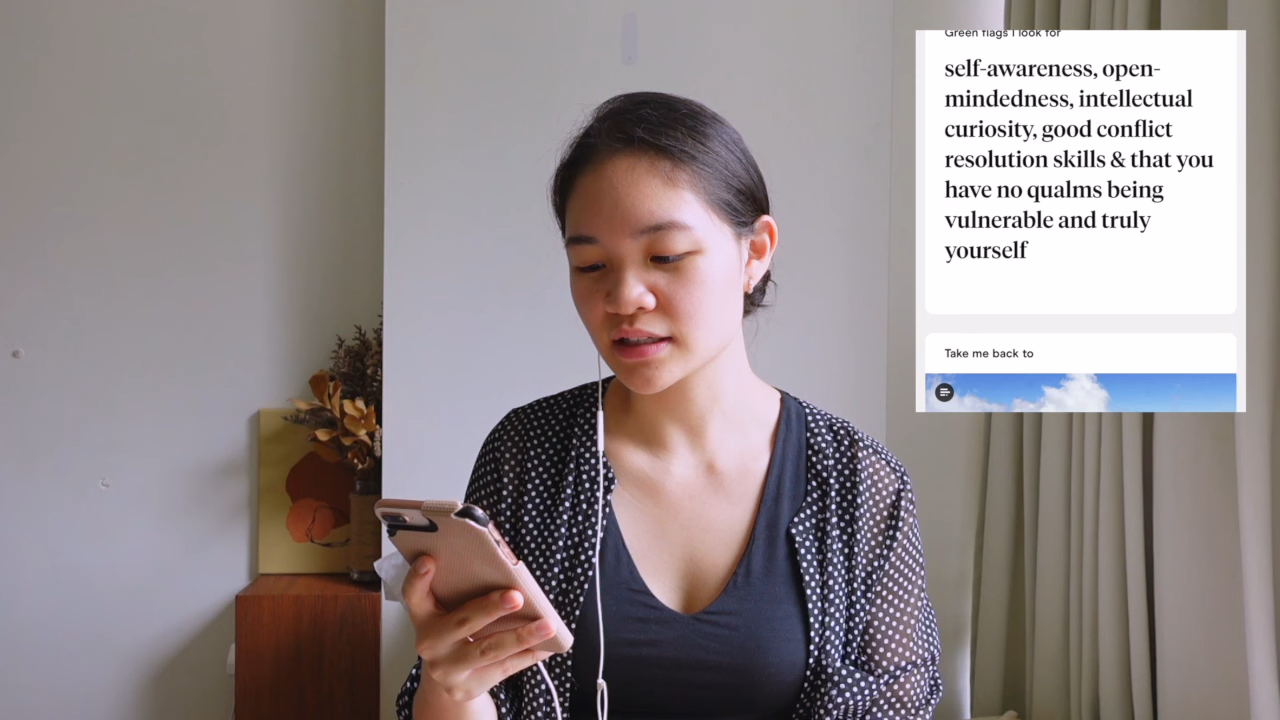 Green flags I look for
self-awareness, open-
mindedness, intellectual
curiosity, good conflict
resolution skills & that you
have no qualms being
vulnerable and truly
yourself
Take me back to